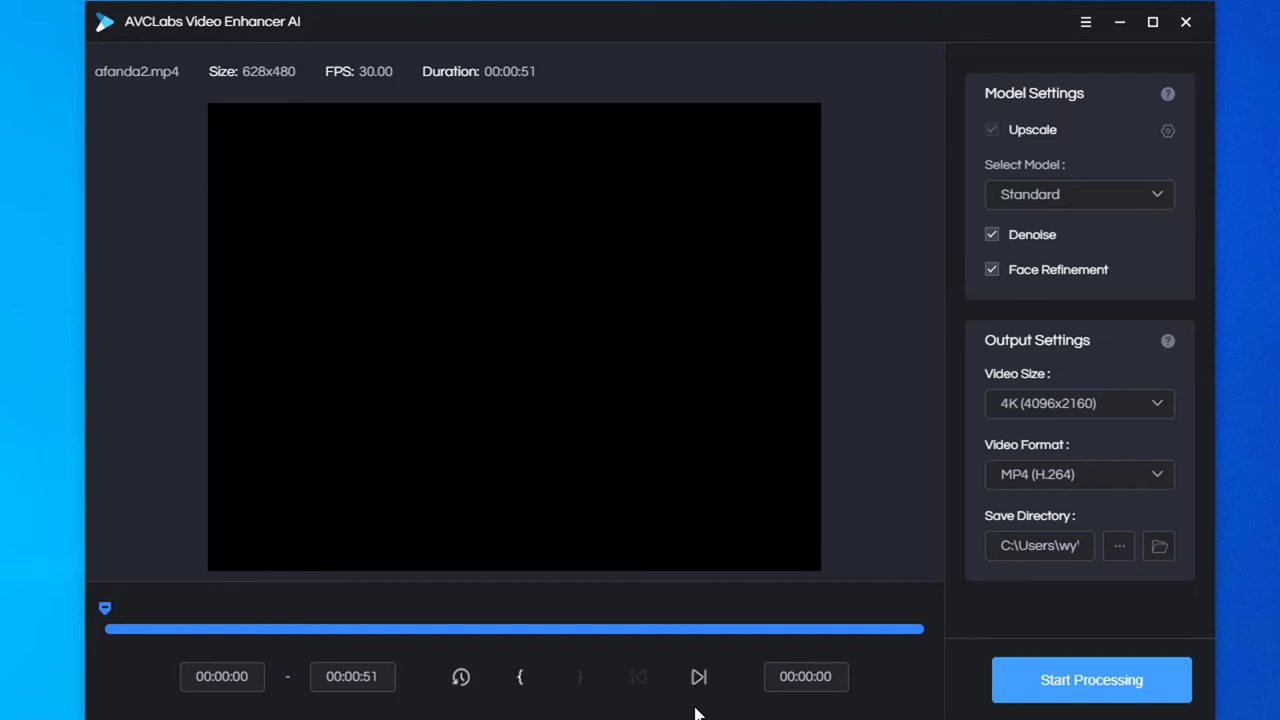 AVCLabs Video Enhancer AI
afanda2.mp4 Size: 628x480 FPS: 30.00 Duration: 00:00:51
Model Settings
Upscale
Select Model :
Standard
Denoise
Face Refinement
Output Settings
Video Size :
4K (4096x2160)
Video Format :
MP4 (H.264)
Save Directory :
C:\Users\wy\
...
00:00:00 - 00:00:51 { } 00:00:00
Start Processing